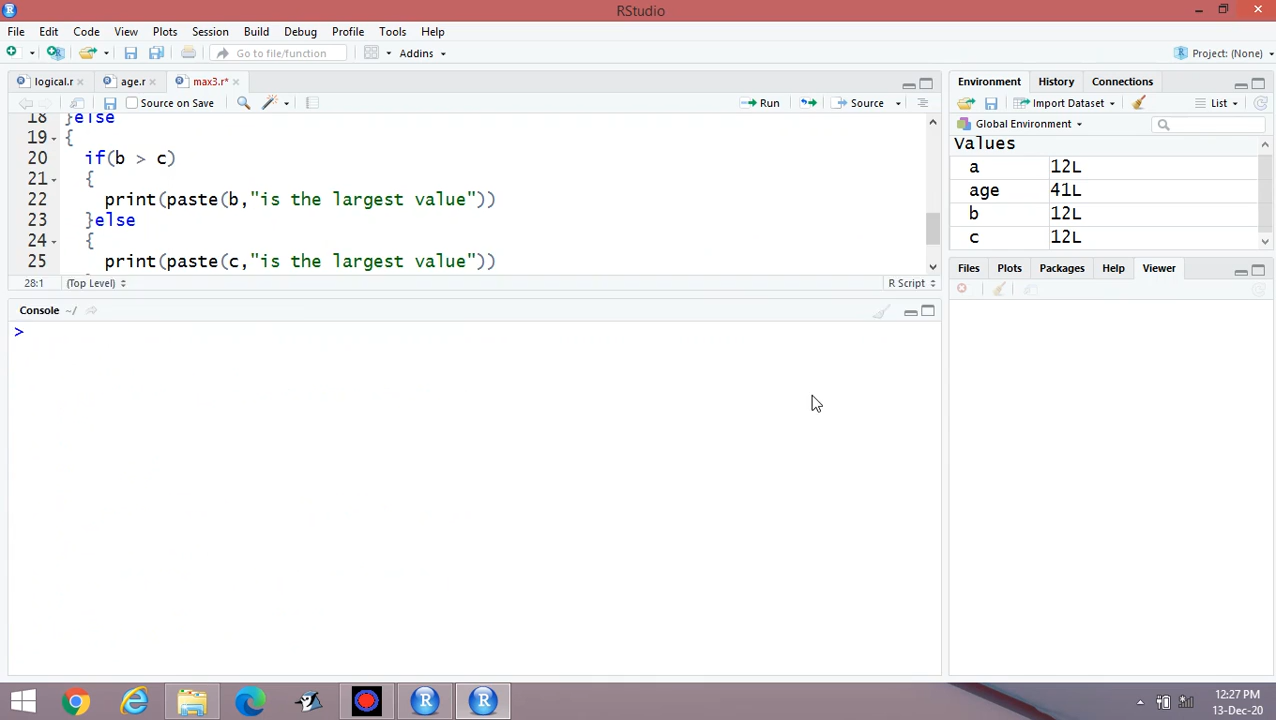 RStudio
File Edit Code View Plots Session Build Debug Profile Tools Help
Go to file/function Addins Project: (None)
logical.r age.r max3.r*
Source on Save Run Source
18 }else
19 {
20 if(b > c)
21 {
22 print(paste(b,"is the largest value"))
23 }else
24 {
25 print(paste(c,"is the largest value"))
28:1 (Top Level) R Script
Console ~/
>
Environment History Connections
Import Dataset List
Global Environment
Values
a 12L
age 41L
b 12L
c 12L
Files Plots Packages Help Viewer
12:27 PM
13-Dec-20